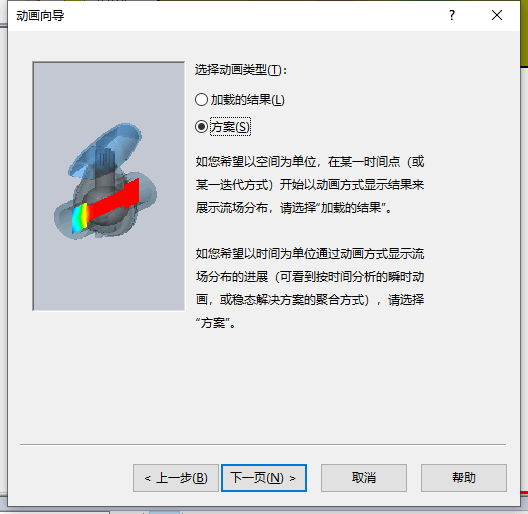 动画向导
?
选择动画类型(T):
加载的结果(L)
方案(S)
如您希望以空间为单位，在某一时间点（或
某一迭代方式）开始以动画方式显示结果来
展示流场分布，请选择“加载的结果”。
如您希望以时间为单位通过动画方式显示流
场分布的进展（可看到按时间分析的瞬时动
画，或稳态解决方案的聚合方式），请选择
“方案”。
< 上一步(B)
下一页(N) >
取消
帮助